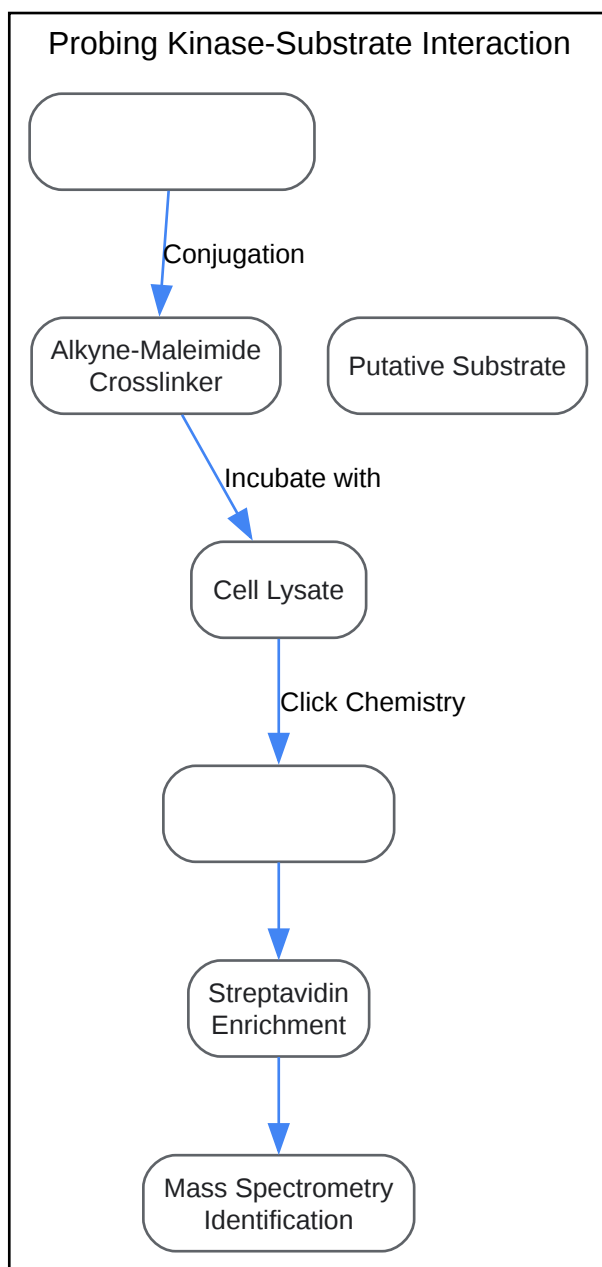 Probing Kinase-Substrate Interaction
Conjugation
Alkyne-Maleimide
Crosslinker
Putative Substrate
Incubate with
Cell Lysate
Click Chemistry
Streptavidin
Enrichment
Mass Spectrometry
Identification